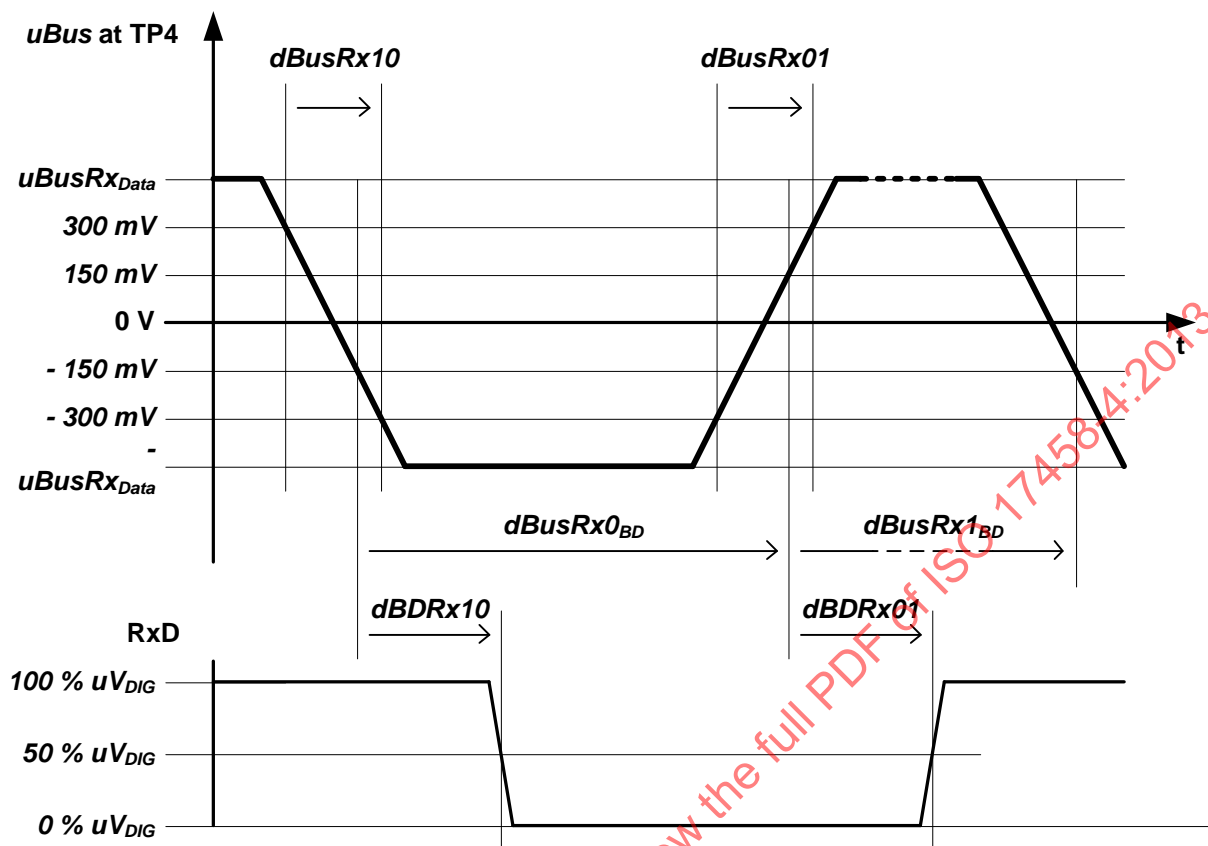 uBus at TP4
dBusRx10
dBusRx01
uBusRxData
300 mV
150 mV
0 V
t
- 150 mV
- 300 mV
-
uBusRxData
dBusRx0BD
dBusRx1BD
dBDRx10
dBDRx01
RxD
100 % uVDIG
50 % uVDIG
0 % uVDIG
w the full PDF of ISO 17458-4:2013